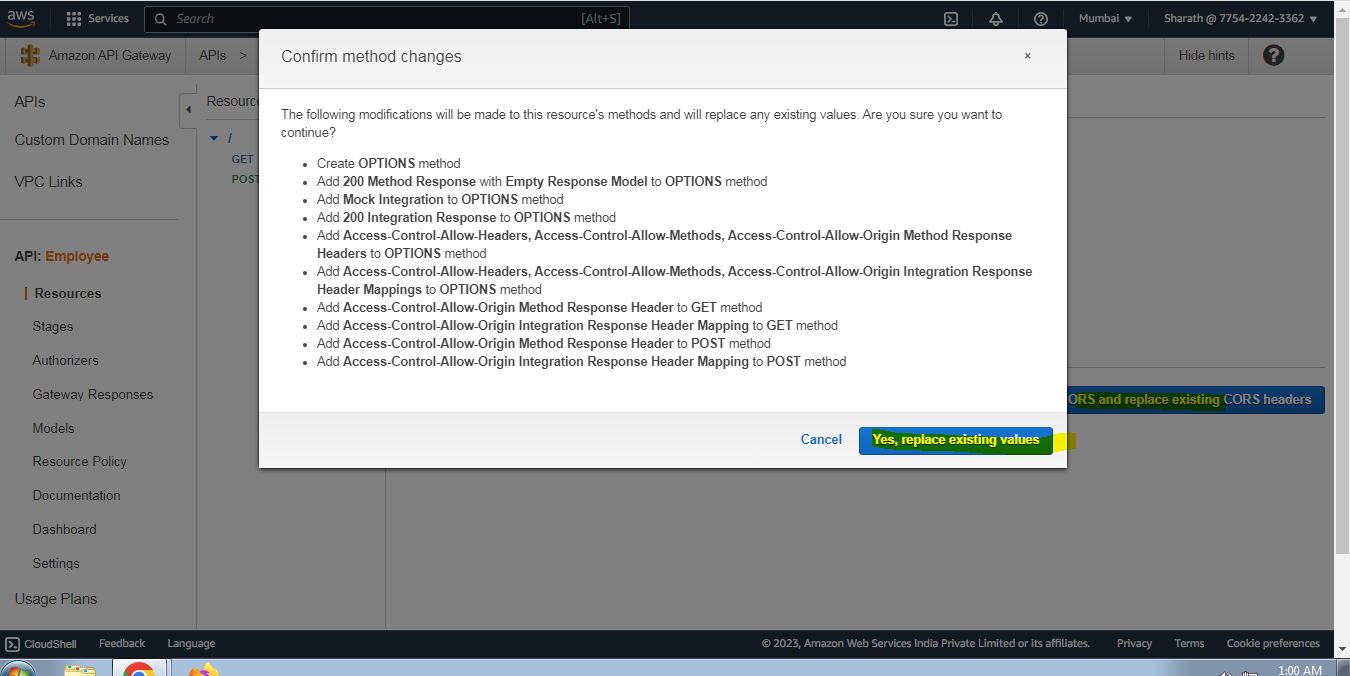 aws
Services
Search
[Alt+S]
Mumbai
Sharath @ 7754-2242-3362
Amazon API Gateway
APIs >
Hide hints
?
Confirm method changes
×
The following modifications will be made to this resource's methods and will replace any existing values. Are you sure you want to
continue?
• Create OPTIONS method
• Add 200 Method Response with Empty Response Model to OPTIONS method
• Add Mock Integration to OPTIONS method
• Add 200 Integration Response to OPTIONS method
• Add Access-Control-Allow-Headers, Access-Control-Allow-Methods, Access-Control-Allow-Origin Method Response
Headers to OPTIONS method
• Add Access-Control-Allow-Headers, Access-Control-Allow-Methods, Access-Control-Allow-Origin Integration Response
Header Mappings to OPTIONS method
• Add Access-Control-Allow-Origin Method Response Header to GET method
• Add Access-Control-Allow-Origin Integration Response Header Mapping to GET method
• Add Access-Control-Allow-Origin Method Response Header to POST method
• Add Access-Control-Allow-Origin Integration Response Header Mapping to POST method
Cancel
Yes, replace existing values
APIs
Custom Domain Names
VPC Links
API: Employee
Resources
Stages
Authorizers
Gateway Responses
Models
Resource Policy
Documentation
Dashboard
Settings
Usage Plans
Resourc
/
GET
POST
ORS and replace existing CORS headers
CloudShell
Feedback
Language
© 2023, Amazon Web Services India Private Limited or its affiliates.
Privacy
Terms
Cookie preferences
1:00 AM